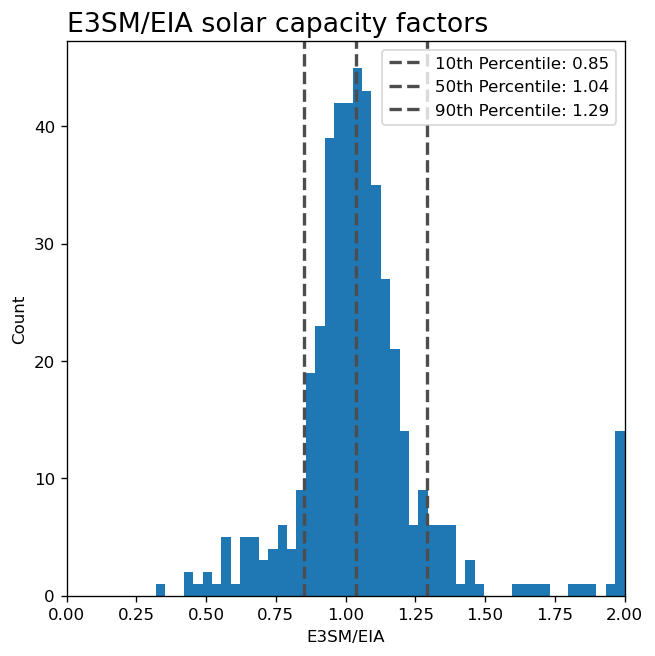 E3SM/EIA solar capacity factors
10th Percentile: 0.85
50th Percentile: 1.04
90th Percentile: 1.29
40
30
20
10
0
Count
0.00 0.25 0.50 0.75 1.00 1.25 1.50 1.75 2.00
E3SM/EIA